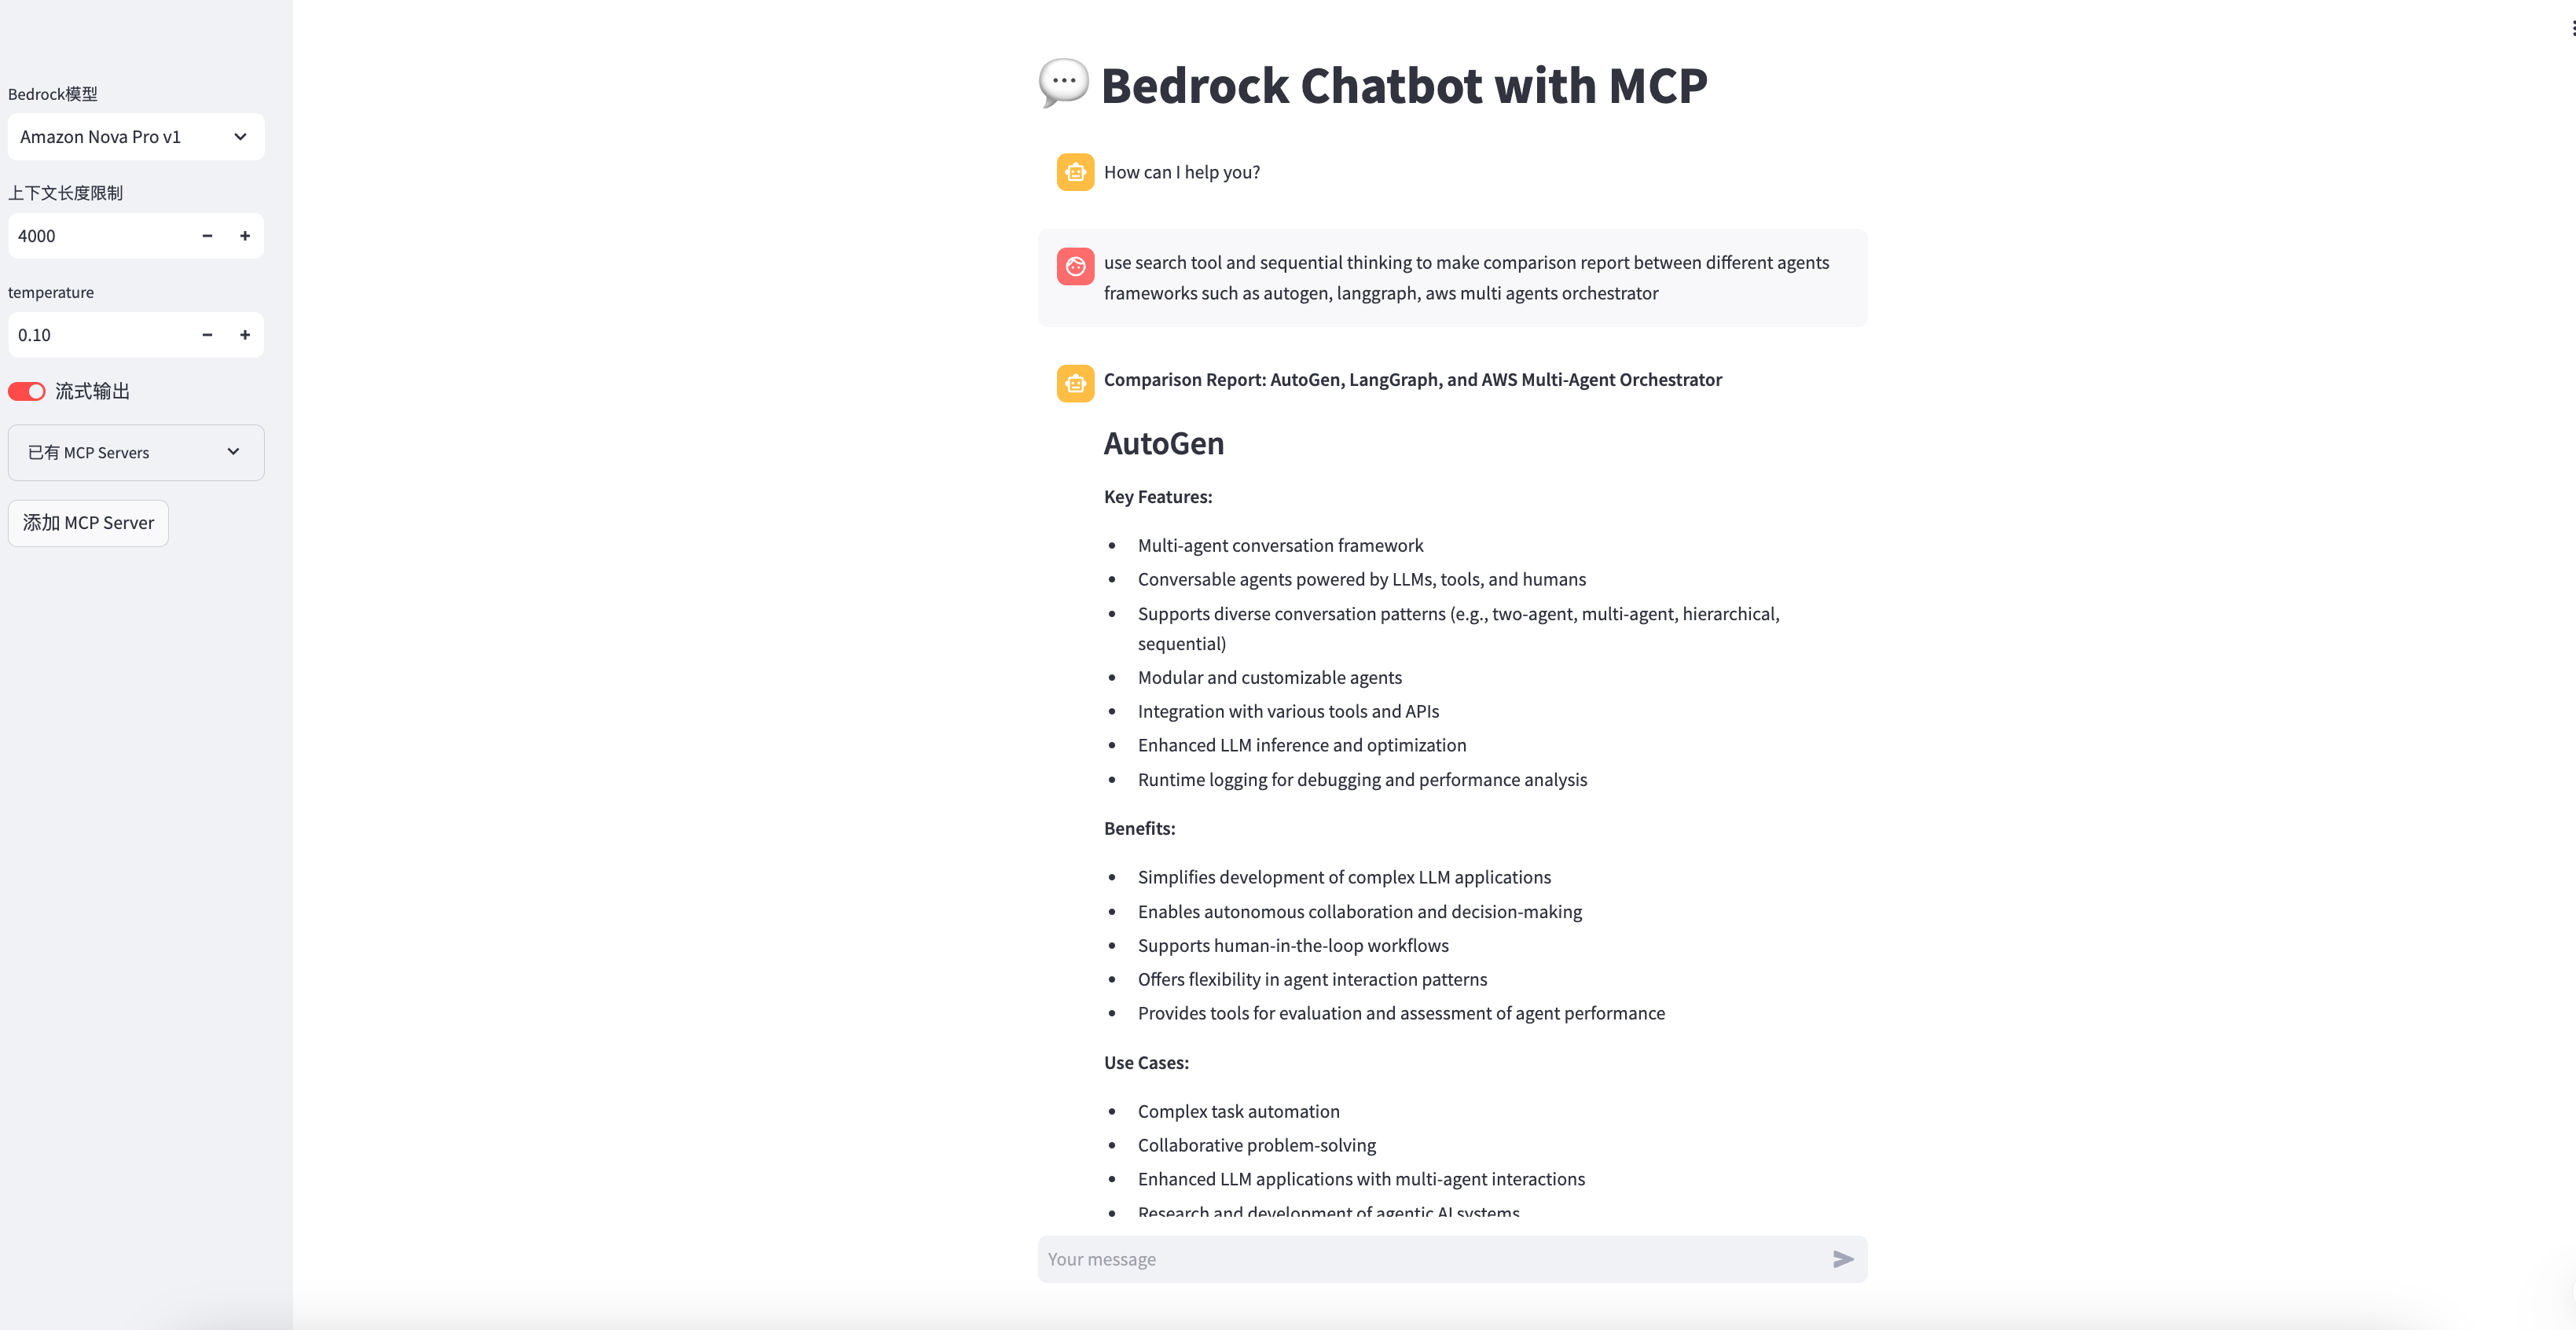 Bedrock模型
Amazon Nova Pro v1
上下文长度限制
4000
temperature
0.10
流式输出
已有 MCP Servers
添加 MCP Server
Bedrock Chatbot with MCP
How can I help you?
use search tool and sequential thinking to make comparison report between different agents
frameworks such as autogen, langgraph, aws multi agents orchestrator
Comparison Report: AutoGen, LangGraph, and AWS Multi-Agent Orchestrator
AutoGen
Key Features:
Multi-agent conversation framework
Conversable agents powered by LLMs, tools, and humans
Supports diverse conversation patterns (e.g., two-agent, multi-agent, hierarchical,
sequential)
Modular and customizable agents
Integration with various tools and APIs
Enhanced LLM inference and optimization
Runtime logging for debugging and performance analysis
Benefits:
Simplifies development of complex LLM applications
Enables autonomous collaboration and decision-making
Supports human-in-the-loop workflows
Offers flexibility in agent interaction patterns
Provides tools for evaluation and assessment of agent performance
Use Cases:
Complex task automation
Collaborative problem-solving
Enhanced LLM applications with multi-agent interactions
Research and development of agentic AI systems
Your message